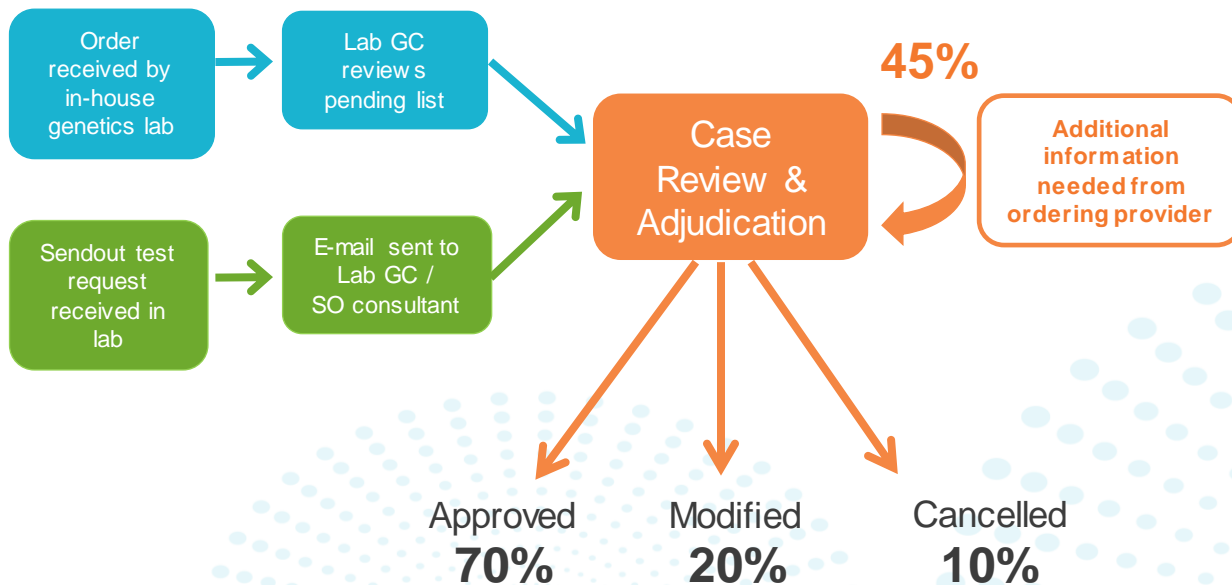 Order
received by
in-house
genetics lab
Lab GC
reviews
pending list
Sendout test
request
received in
lab
E-mail sent to
Lab GC /
SO consultant
Case
Review &
Adjudication
45%
Additional
information
needed from
ordering provider
Approved
70%
Modified
20%
Cancelled
10%